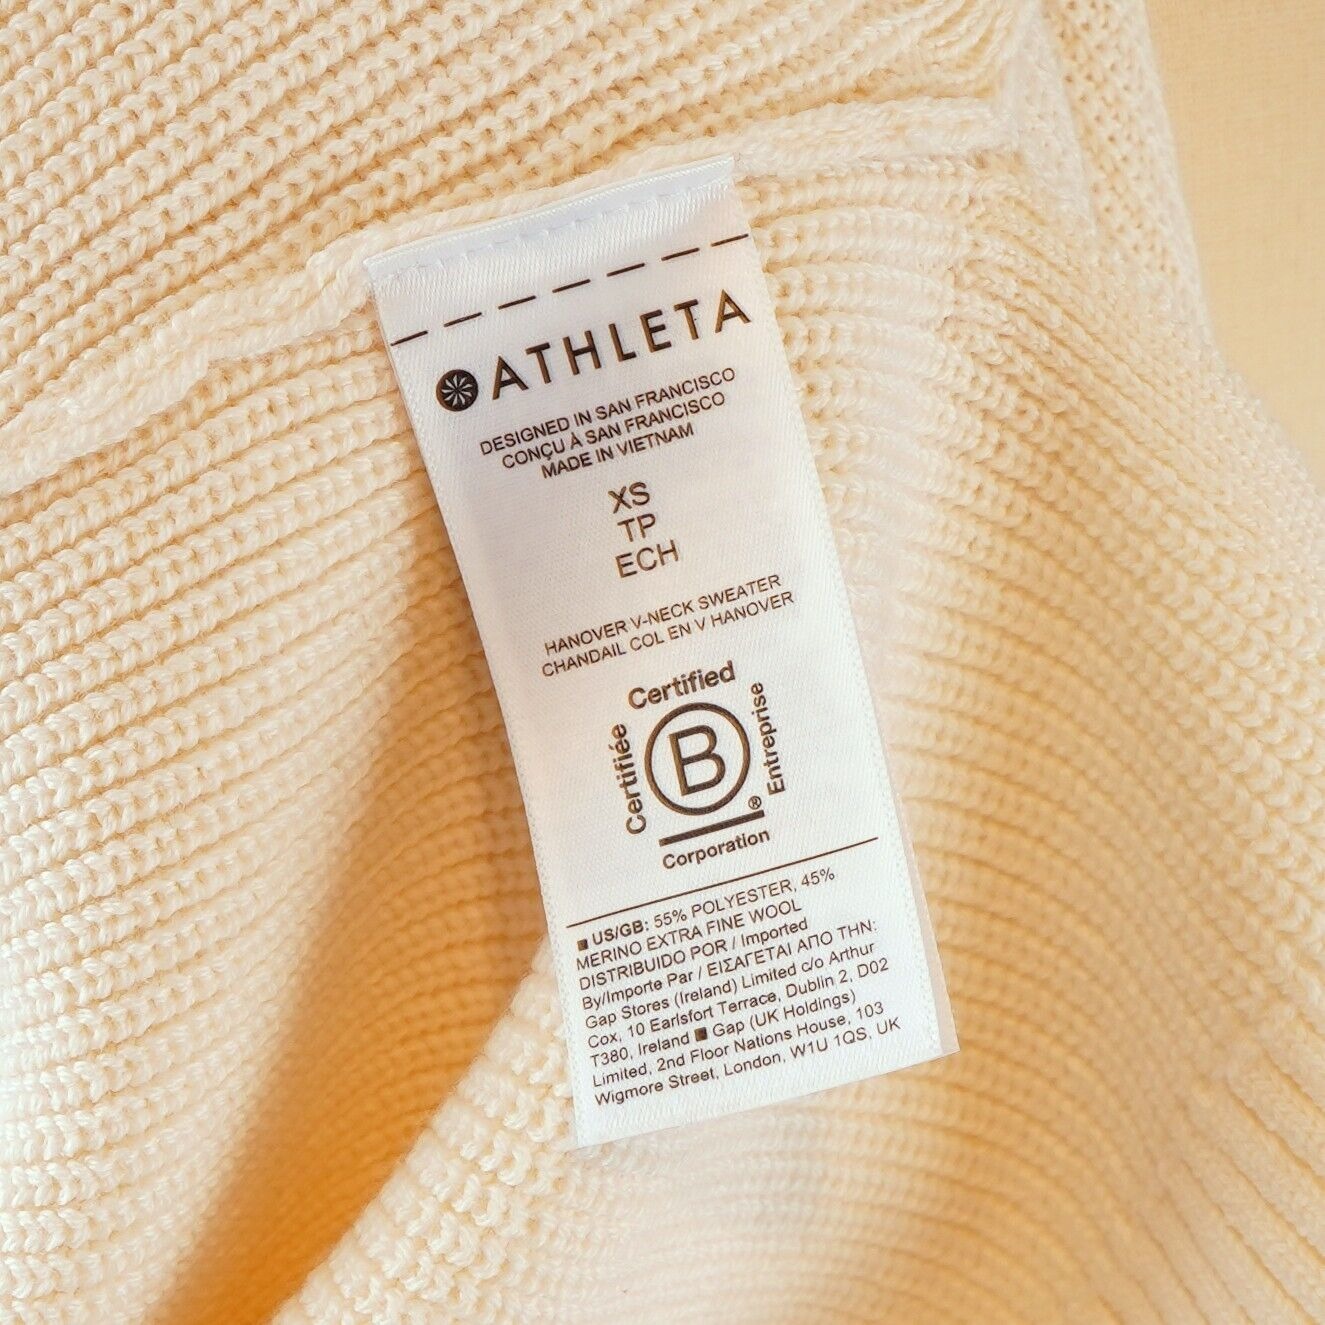 ATHLETA
DESIGNED IN SAN FRANCISCO
CONÇU À SAN FRANCISCO
MADE IN VIETNAM
XS
TP
ECH
HANOVER V-NECK SWEATER
CHANDAIL COL EN V HANOVER
Certified
Certifiée
B
Entreprise
®
Corporation
■ US/GB: 55% POLYESTER, 45%
MERINO EXTRA FINE WOOL
DISTRIBUIDO POR / Imported
By/Importe Par / ΕΙΣΑΓΕΤΑΙ ΑΠΟ ΤΗΝ:
Gap Stores (Ireland) Limited c/o Arthur
Cox, 10 Earlsfort Terrace, Dublin 2, D02
T380, Ireland ■ Gap (UK Holdings)
Limited, 2nd Floor Nations House, 103
Wigmore Street, London, W1U 1QS, UK